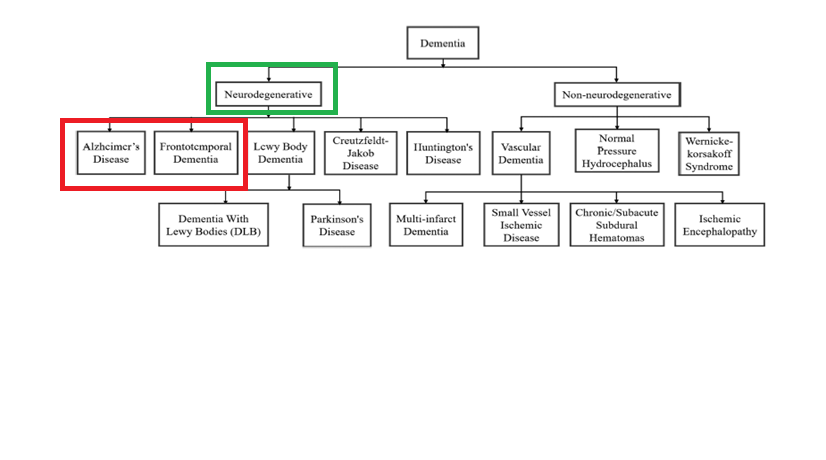 Dementia
Neurodegenerative
Non-neurodegenerative
Alzheimer's
Disease
Frontotemporal
Dementia
Lewy Body
Dementia
Creutzfeldt-
Jakob
Disease
Huntington's
Disease
Vascular
Dementia
Normal
Pressure
Hydrocephalus
Wernicke-
korsakoff
Syndrome
Dementia With
Lewy Bodies (DLB)
Parkinson's
Disease
Multi-infarct
Dementia
Small Vessel
Ischemic
Disease
Chronic/Subacute
Subdural
Hematomas
Ischemic
Encephalopathy